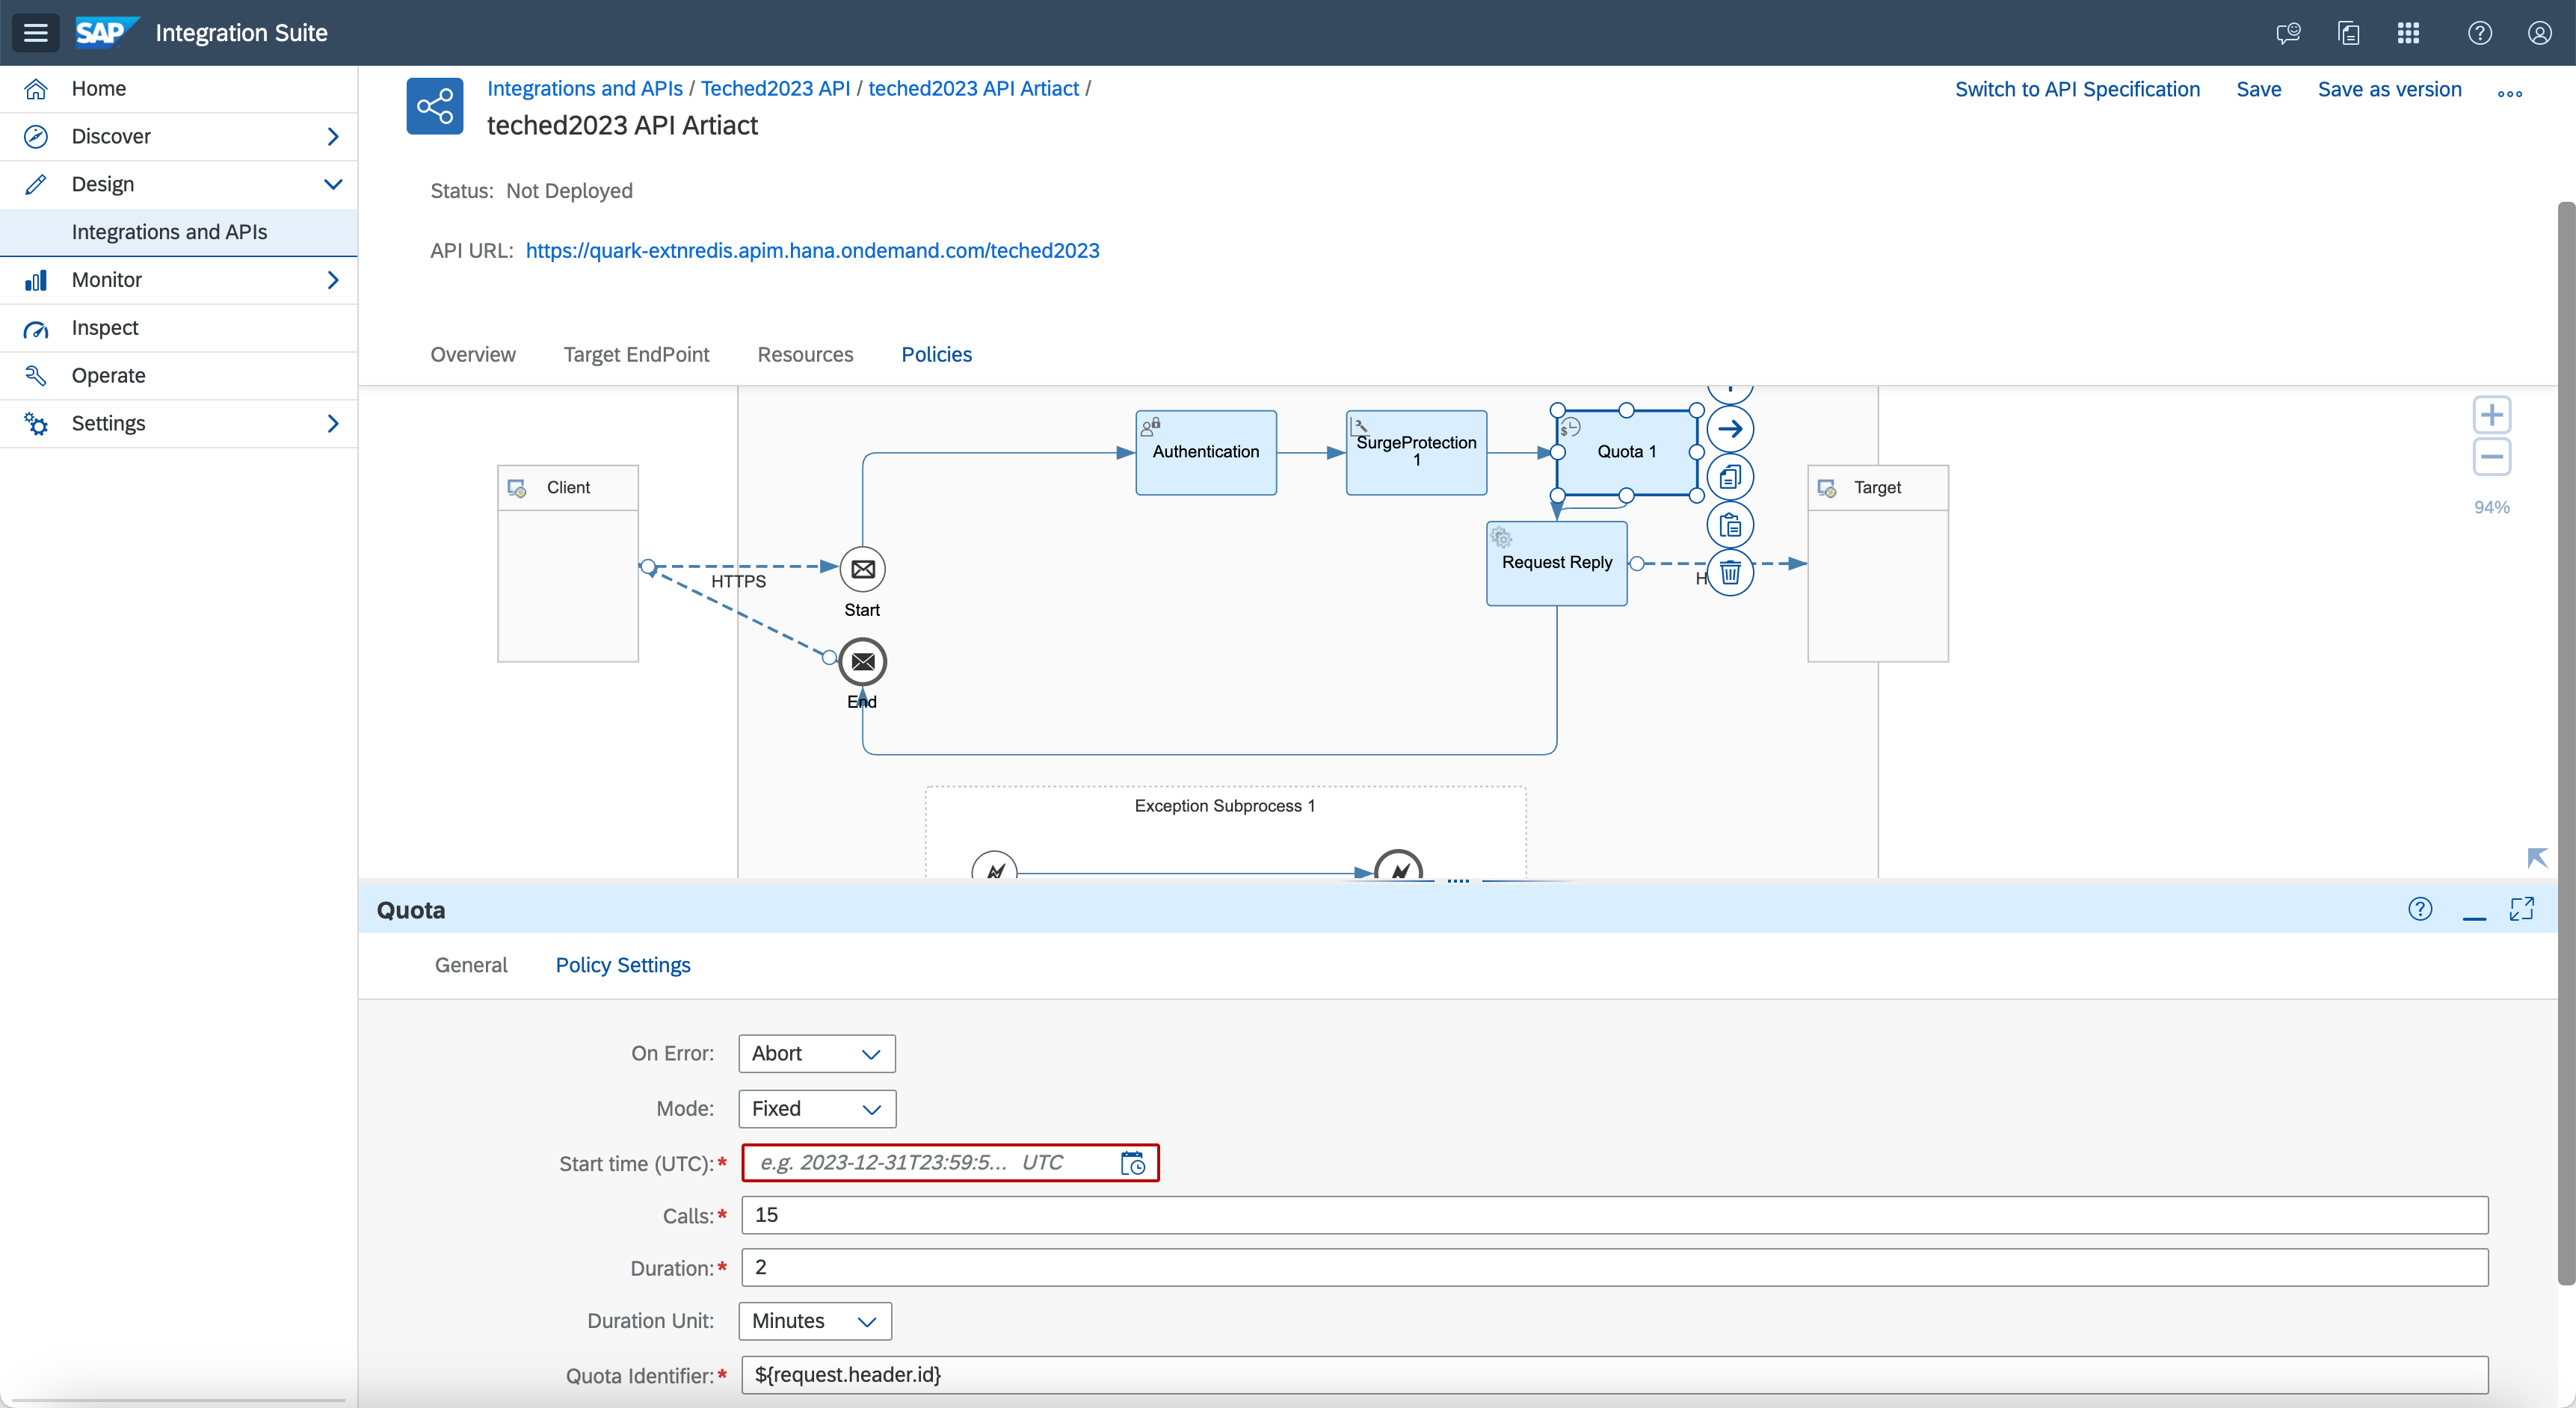 SAP Integration Suite
Home
Discover
Design
Integrations and APIs
Monitor
Inspect
Operate
Settings
Integrations and APIs / Teched2023 API / teched2023 API Artiact /
teched2023 API Artiact
Switch to API Specification Save Save as version
Status: Not Deployed
API URL: https://quark-extnredis.apim.hana.ondemand.com/teched2023
Overview Target EndPoint Resources Policies
Authentication
SurgeProtection
1
Quota 1
Client
Target
94%
Request Reply
HTTPS
H
Start
End
Exception Subprocess 1
Quota
General Policy Settings
On Error: Abort
Mode: Fixed
Start time (UTC):* e.g. 2023-12-31T23:59:5... UTC
Calls:* 15
Duration:* 2
Duration Unit: Minutes
Quota Identifier:* ${request.header.id}